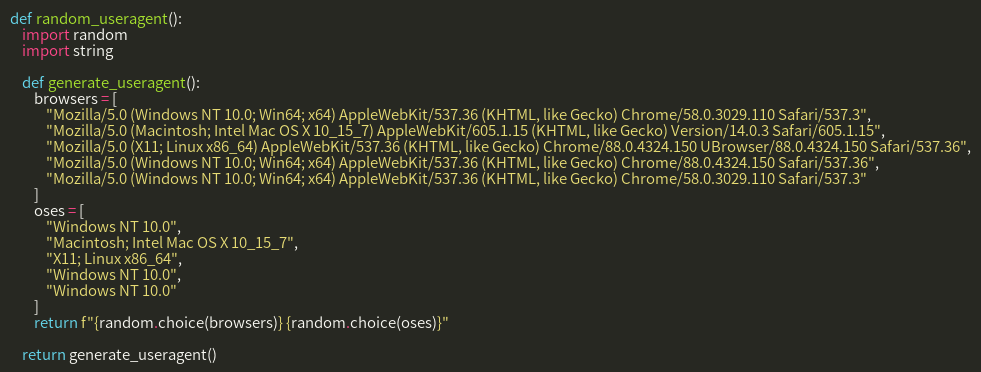 def random_useragent():
    import random
    import string

    def generate_useragent():
        browsers = [
            "Mozilla/5.0 (Windows NT 10.0; Win64; x64) AppleWebKit/537.36 (KHTML, like Gecko) Chrome/58.0.3029.110 Safari/537.3",
            "Mozilla/5.0 (Macintosh; Intel Mac OS X 10_15_7) AppleWebKit/605.1.15 (KHTML, like Gecko) Version/14.0.3 Safari/605.1.15",
            "Mozilla/5.0 (X11; Linux x86_64) AppleWebKit/537.36 (KHTML, like Gecko) Chrome/88.0.4324.150 UBrowser/88.0.4324.150 Safari/537.36",
            "Mozilla/5.0 (Windows NT 10.0; Win64; x64) AppleWebKit/537.36 (KHTML, like Gecko) Chrome/88.0.4324.150 Safari/537.36",
            "Mozilla/5.0 (Windows NT 10.0; Win64; x64) AppleWebKit/537.36 (KHTML, like Gecko) Chrome/58.0.3029.110 Safari/537.3"
        ]
        oses = [
            "Windows NT 10.0",
            "Macintosh; Intel Mac OS X 10_15_7",
            "X11; Linux x86_64",
            "Windows NT 10.0",
            "Windows NT 10.0"
        ]
        return f"{random.choice(browsers)} {random.choice(oses)}"

    return generate_useragent()